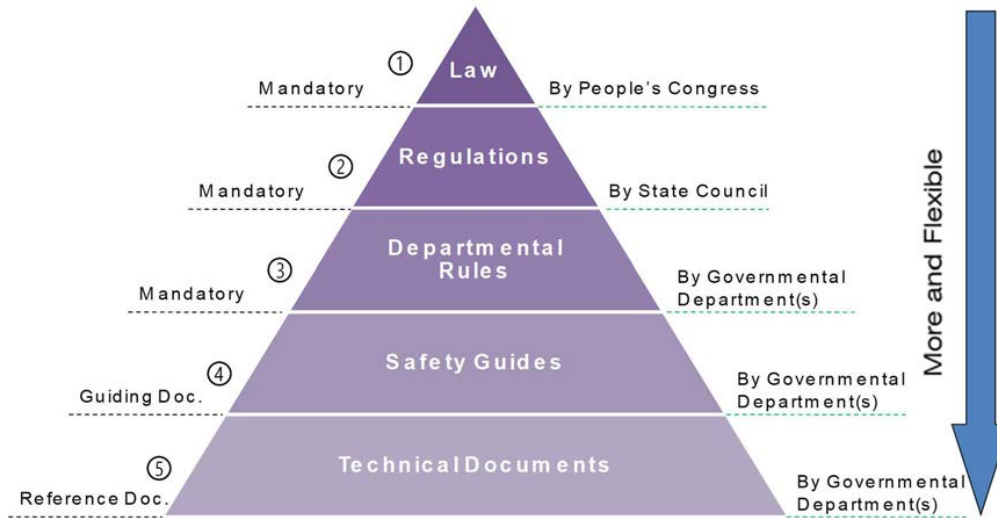 ①
Law
Mandatory
By People's Congress
②
Regulations
Mandatory
By State Council
③
Departmental
Rules
Mandatory
By Governmental
Department(s)
④
Safety Guides
Guiding Doc.
By Governmental
Department(s)
⑤
Technical Documents
Reference Doc.
By Governmental
Department(s)
More and Flexible